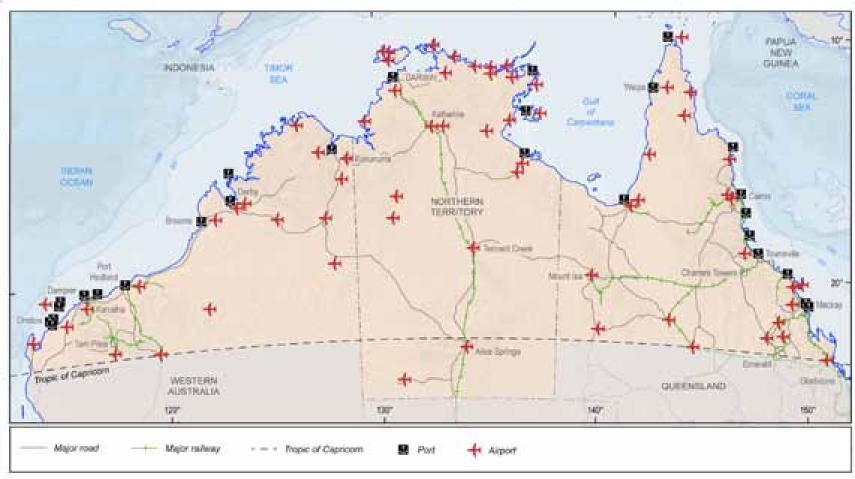 10°
PAPUA
NEW
GUINEA
INDONESIA
TIMOR
SEA
DARWIN
Weipa
CORAL
SEA
Gulf
of
Carpentaria
Katherine
Kununurra
INDIAN
OCEAN
Derby
Cairns
NORTHERN
TERRITORY
Broome
Tennant Creek
Townsville
Port
Hedland
Mount Isa
Charters Towers
20°
Dampier
Karratha
Onslow
Mackay
Tom Price
Alice Springs
Emerald
Tropic of Capricorn
WESTERN
AUSTRALIA
QUEENSLAND
Gladstone
120°
130°
140°
150°
Major road
Major railway
Tropic of Capricorn
Port
Airport